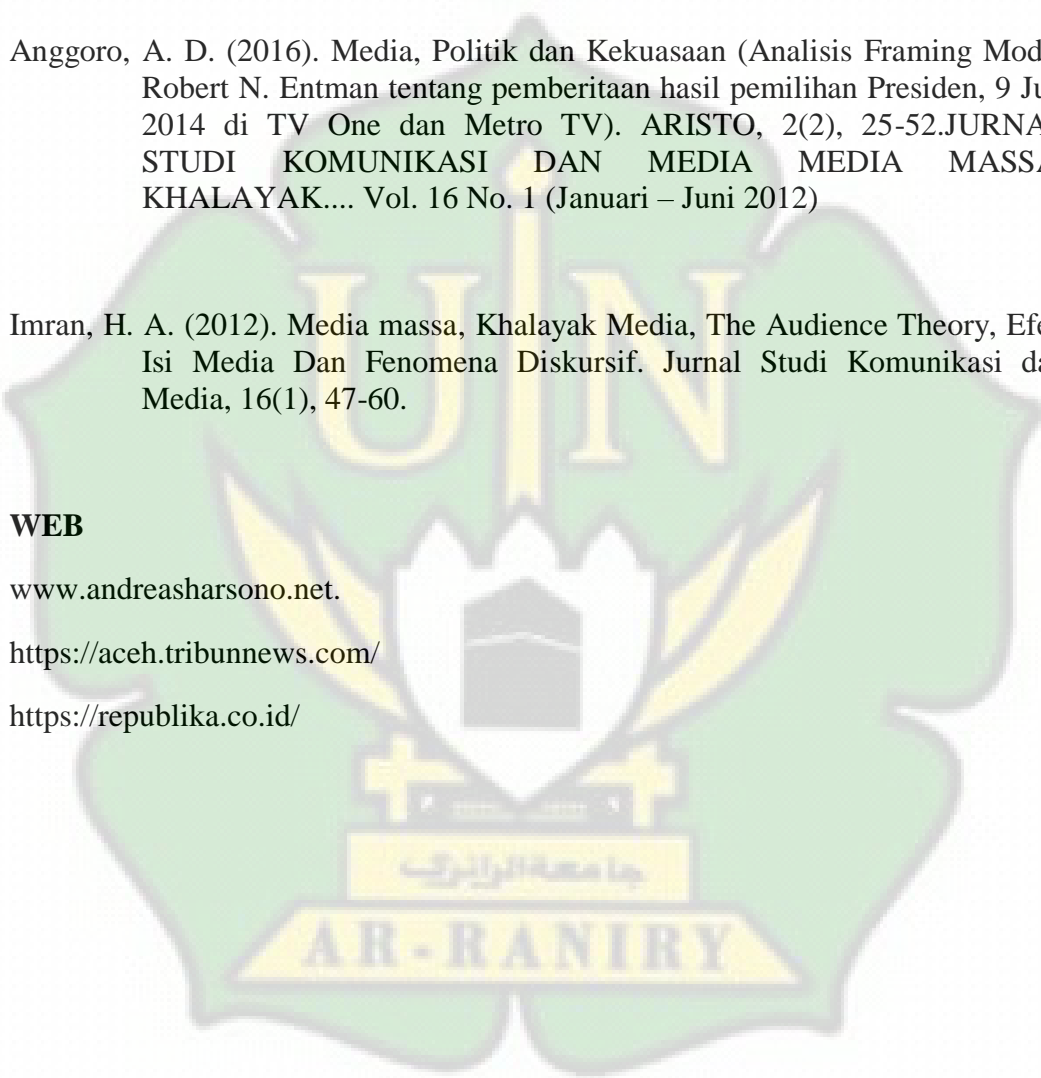 Anggoro, A. D. (2016). Media, Politik dan Kekuasaan (Analisis Framing Mod
Robert N. Entman tentang pemberitaan hasil pemilihan Presiden, 9 Ju
2014 di TV One dan Metro TV). ARISTO, 2(2), 25-52.JURNA
STUDI KOMUNIKASI DAN MEDIA MEDIA MASSA
KHALAYAK.... Vol. 16 No. 1 (Januari – Juni 2012)
Imran, H. A. (2012). Media massa, Khalayak Media, The Audience Theory, Efe
Isi Media Dan Fenomena Diskursif. Jurnal Studi Komunikasi da
Media, 16(1), 47-60.
WEB
www.andreasharsono.net.
https://aceh.tribunnews.com/
https://republika.co.id/
UIN
جامعة الرانري
AR-RANIRY